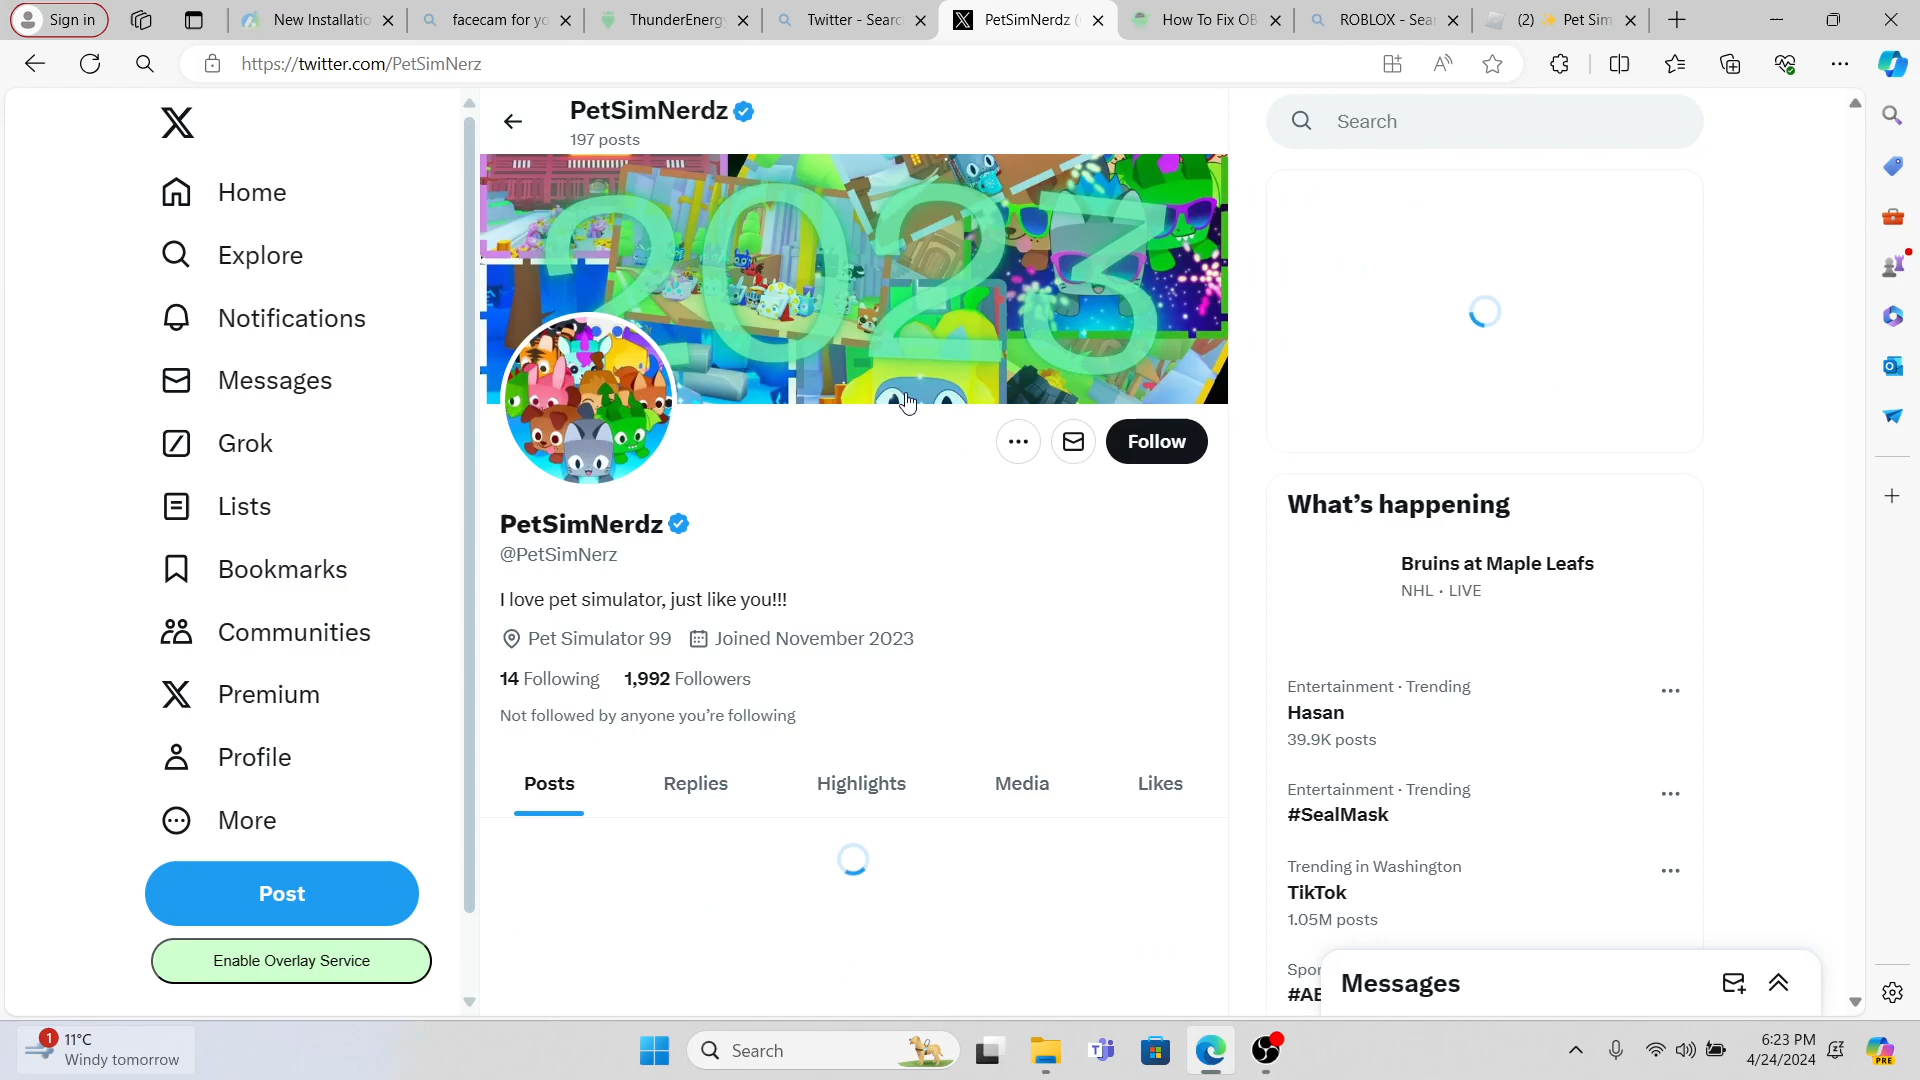 Sign in
New Installatio
facecam for yo
ThunderEnerg
Twitter - Searc
PetSimNerdz (
How To Fix OB
ROBLOX - Sea
(2) ✨ Pet Sim
https://twitter.com/PetSimNerz
PetSimNerdz
197 posts
2023
Search
Home
Explore
Notifications
Messages
Grok
Lists
Bookmarks
Communities
Premium
Profile
More
Post
Enable Overlay Service
Follow
PetSimNerdz
@PetSimNerz
I love pet simulator, just like you!!!
Pet Simulator 99 Joined November 2023
14 Following 1,992 Followers
Not followed by anyone you're following
Posts Replies Highlights Media Likes
What's happening
Bruins at Maple Leafs
NHL · LIVE
Entertainment · Trending
Hasan
39.9K posts
Entertainment · Trending
#SealMask
Trending in Washington
TikTok
1.05M posts
Spor
#AE
Messages
1
11°C
Windy tomorrow
Search
6:23 PM
4/24/2024
PRE